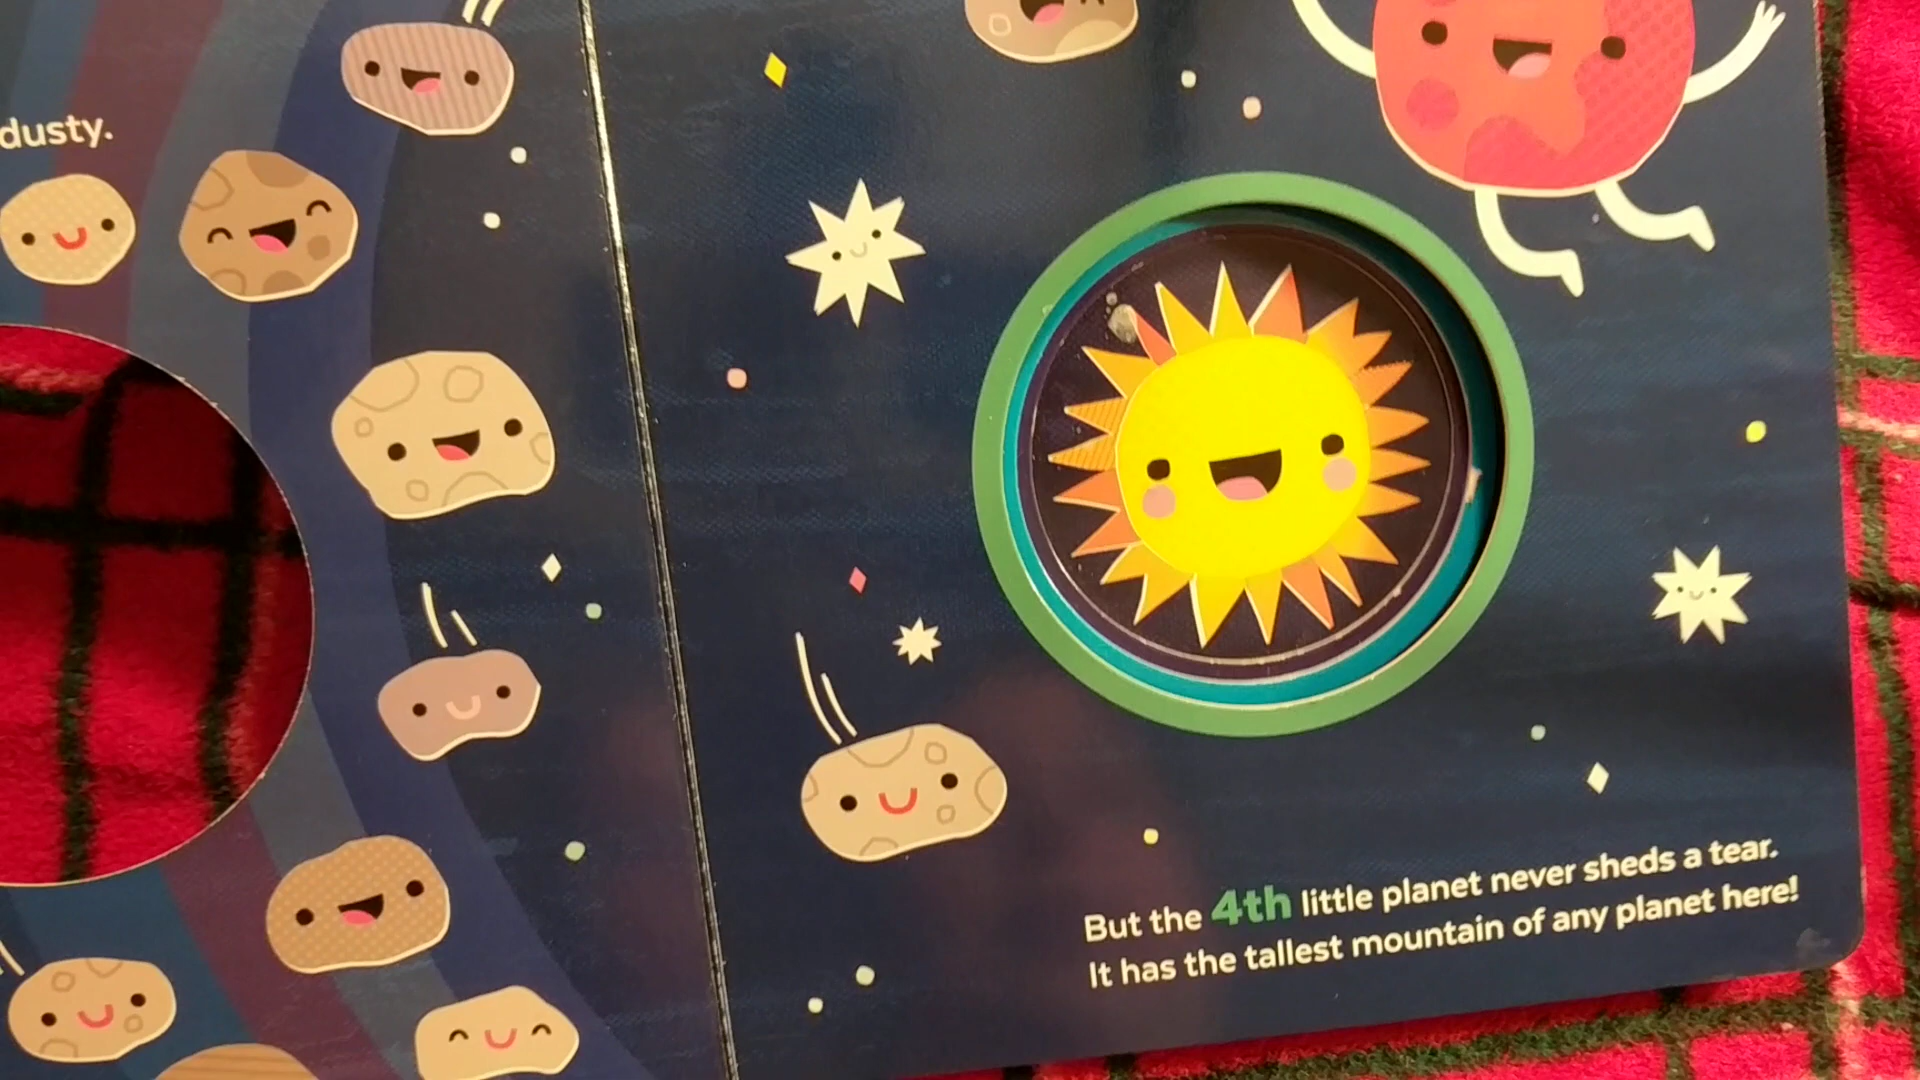 dusty.
But the 4th little planet never sheds a tear.
It has the tallest mountain of any planet here!